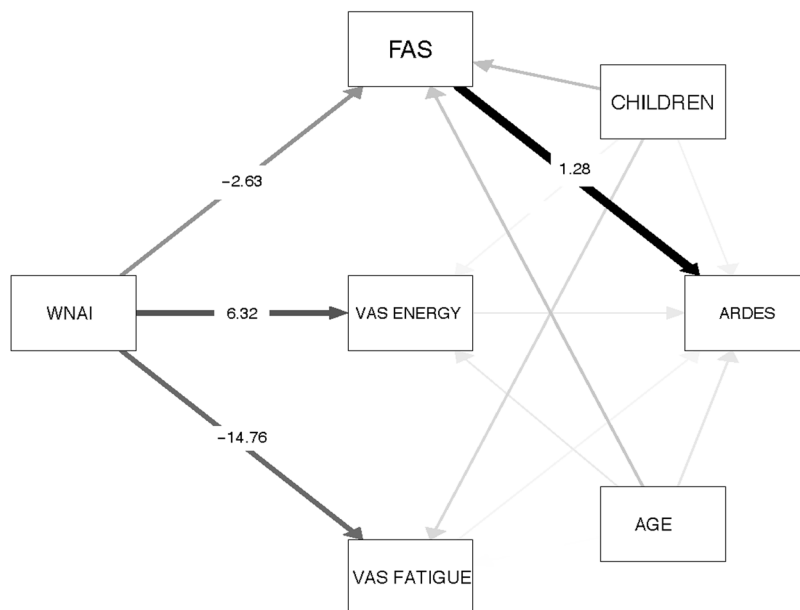 FAS
CHILDREN
1.28
−2.63
WNAI
6.32
VAS ENERGY
ARDES
−14.76
AGE
VAS FATIGUE